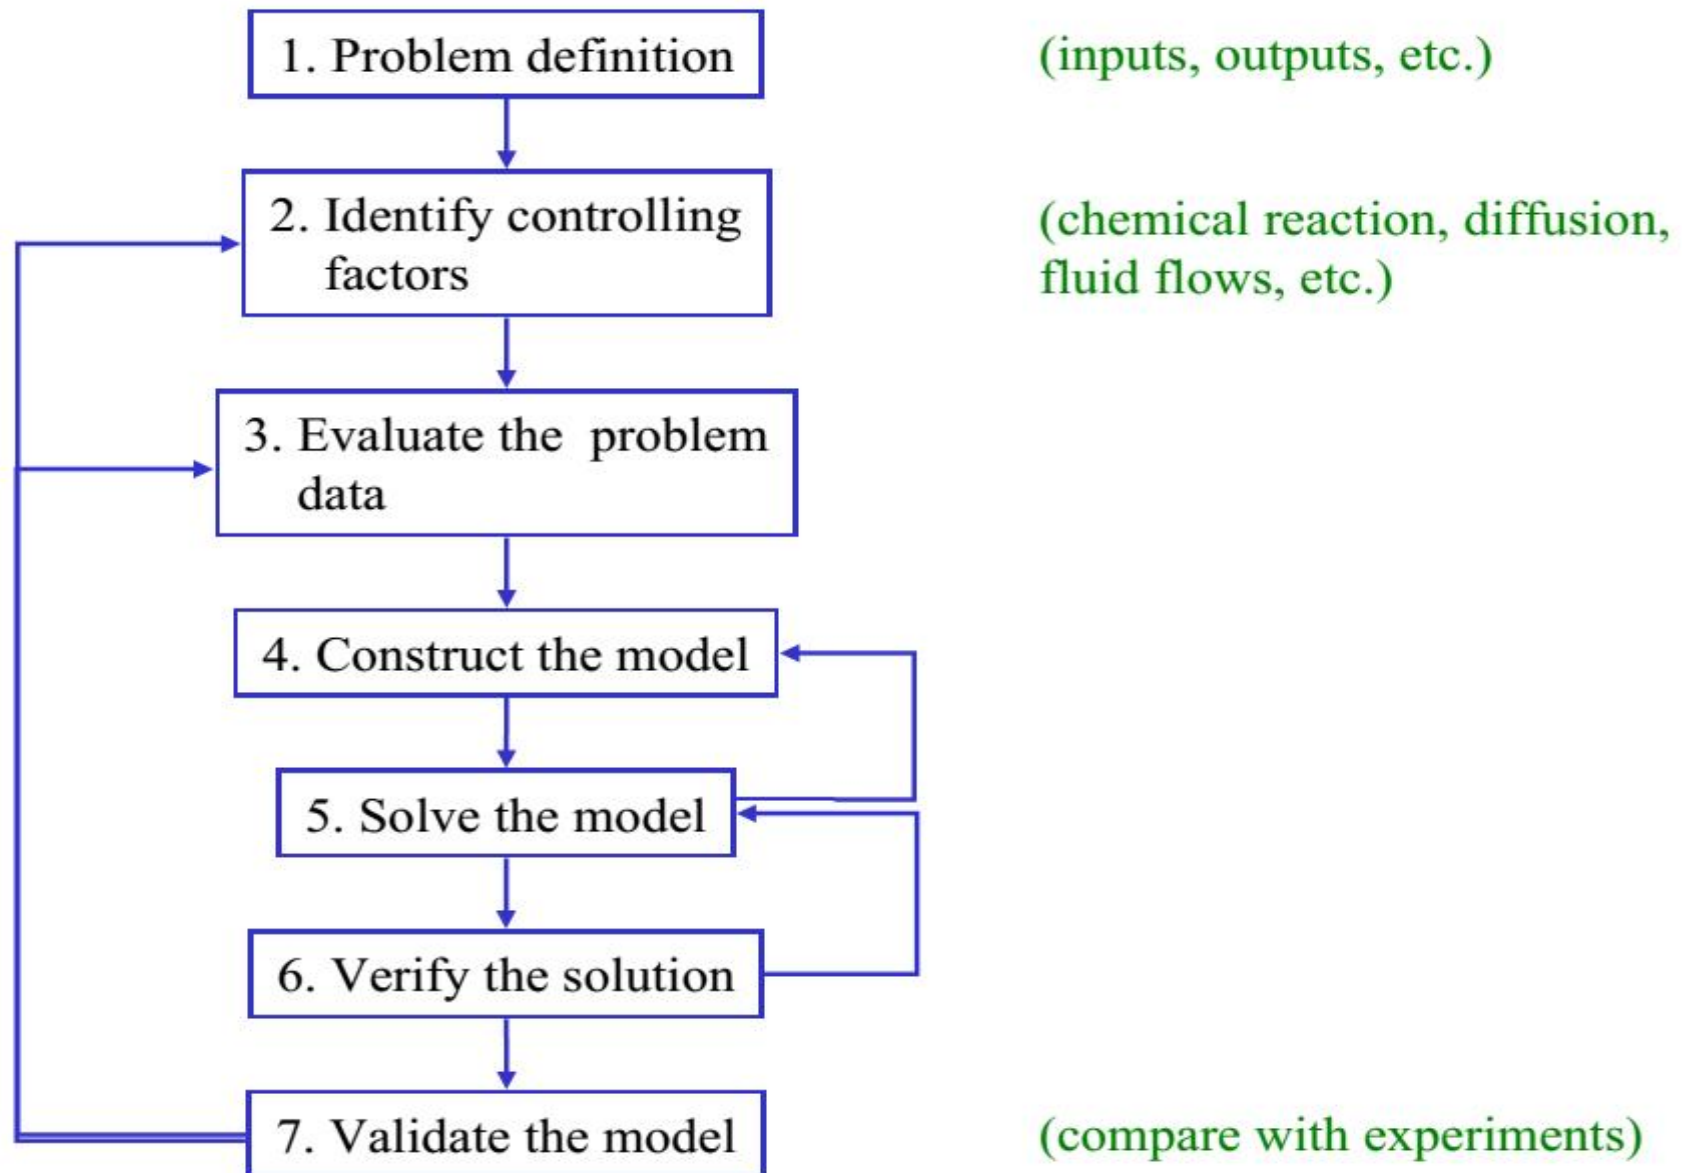 1. Problem definition
(inputs, outputs, etc.)
2. Identify controlling
factors
(chemical reaction, diffusion,
fluid flows, etc.)
3. Evaluate the  problem
data
4. Construct the model
5. Solve the model
6. Verify the solution
7. Validate the model
(compare with experiments)